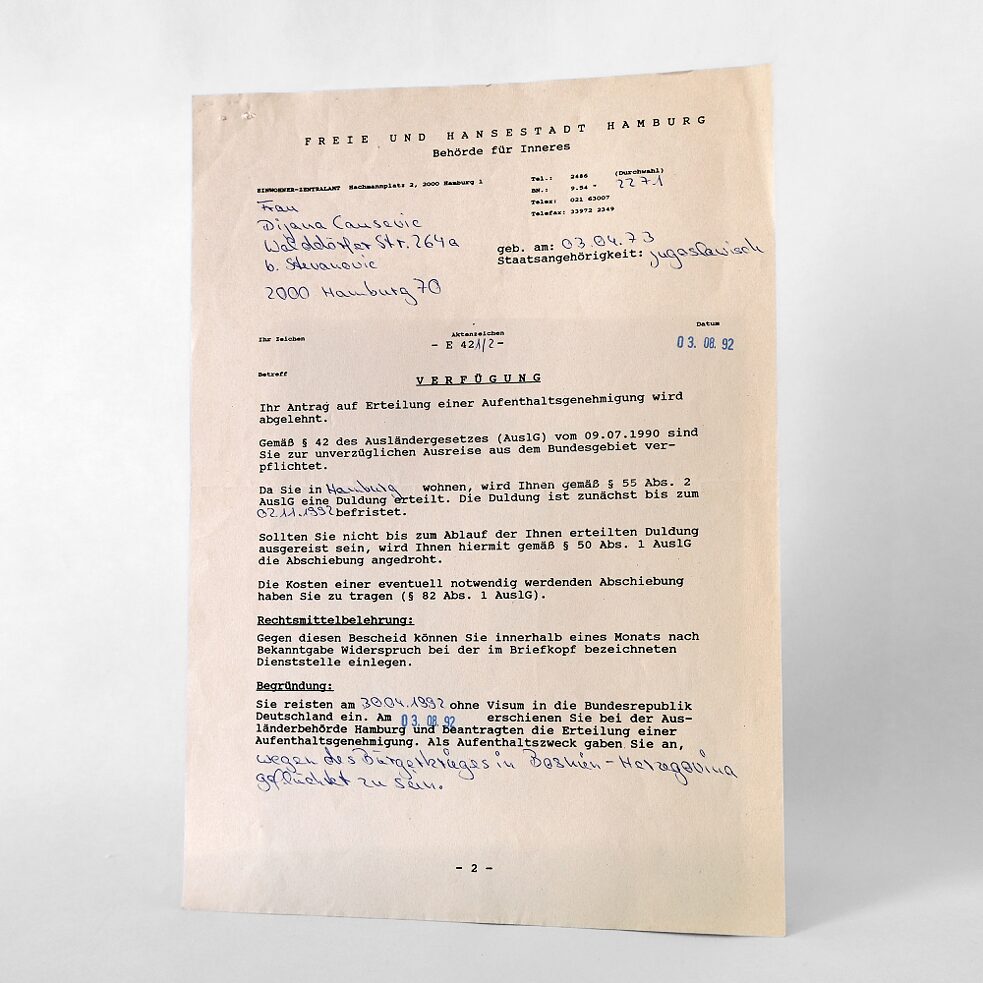 FREIE UND HANSESTADT HAMBURG
Behörde für Inneres
EINWOHNER-ZENTRALAMT Hachmannplatz 2, 2000 Hamburg 1
Tel.: 2486 (Durchwahl)
2271
BN.: 9.54 -
Telex: 021 63007
Telefax: 33972 2349
Frau
Dijana Causevic
Walddörfer Str. 264a
b. Stevanovic
2000 Hamburg 70
geb. am: 03.04.73
Staatsangehörigkeit: jugoslawisch
Ihr Zeichen
Aktenzeichen
- E 421/2 -
Datum
03. 08. 92
Betreff
VERFÜGUNG
Ihr Antrag auf Erteilung einer Aufenthaltsgenehmigung wird
abgelehnt.
Gemäß § 42 des Ausländergesetzes (AuslG) vom 09.07.1990 sind
Sie zur unverzüglichen Ausreise aus dem Bundesgebiet ver-
pflichtet.
Da Sie in Hamburg wohnen, wird Ihnen gemäß § 55 Abs. 2
AuslG eine Duldung erteilt. Die Duldung ist zunächst bis zum
02.11.1992 befristet.
Sollten Sie nicht bis zum Ablauf der Ihnen erteilten Duldung
ausgereist sein, wird Ihnen hiermit gemäß § 50 Abs. 1 AuslG
die Abschiebung angedroht.
Die Kosten einer eventuell notwendig werdenden Abschiebung
haben Sie zu tragen (§ 82 Abs. 1 AuslG).
Rechtsmittelbelehrung:
Gegen diesen Bescheid können Sie innerhalb eines Monats nach
Bekanntgabe Widerspruch bei der im Briefkopf bezeichneten
Dienststelle einlegen.
Begründung:
Sie reisten am 30.04.1992 ohne Visum in die Bundesrepublik
Deutschland ein. Am 03. 08. 92 erschienen Sie bei der Aus-
länderbehörde Hamburg und beantragten die Erteilung einer
Aufenthaltsgenehmigung. Als Aufenthaltszweck gaben Sie an,
wegen des Bürgerkrieges in Bosnien-Herzegovina
geflüchtet zu sein.
- 2 -